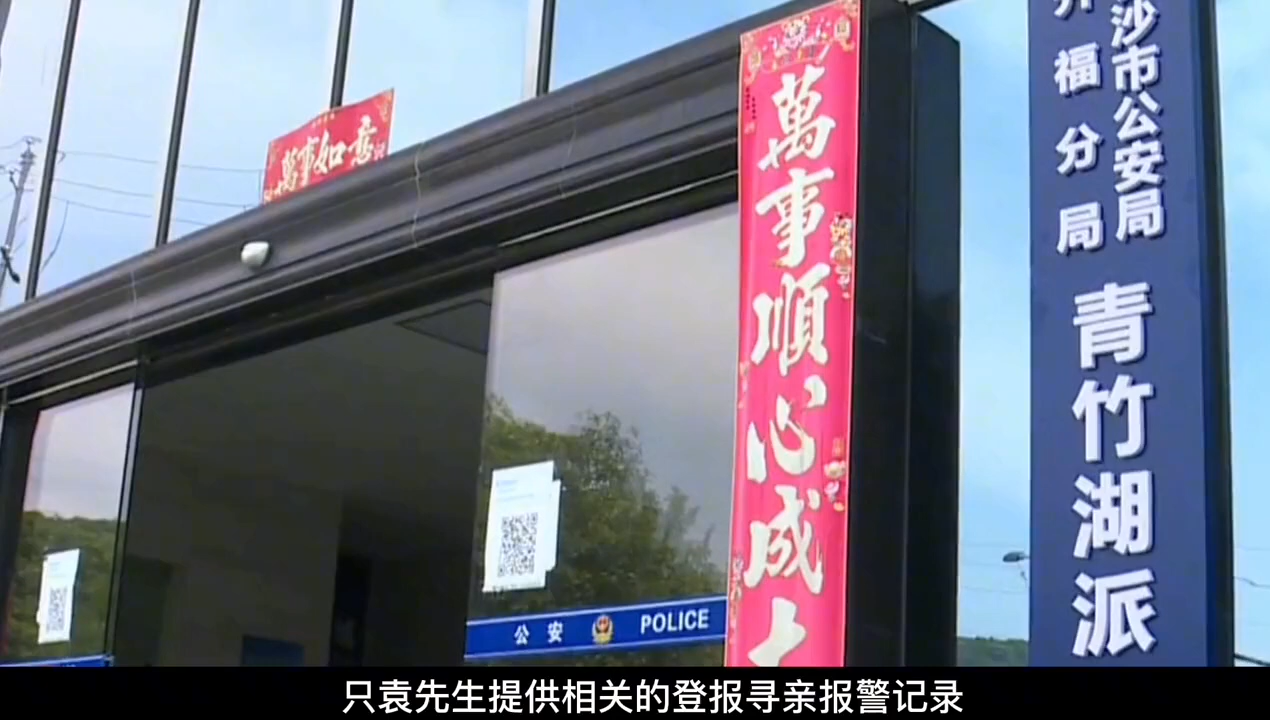 萬事如意
萬事順心成大
沙市公安局
福分局
青竹湖派
公安 POLICE
只袁先生提供相关的登报寻亲报警记录